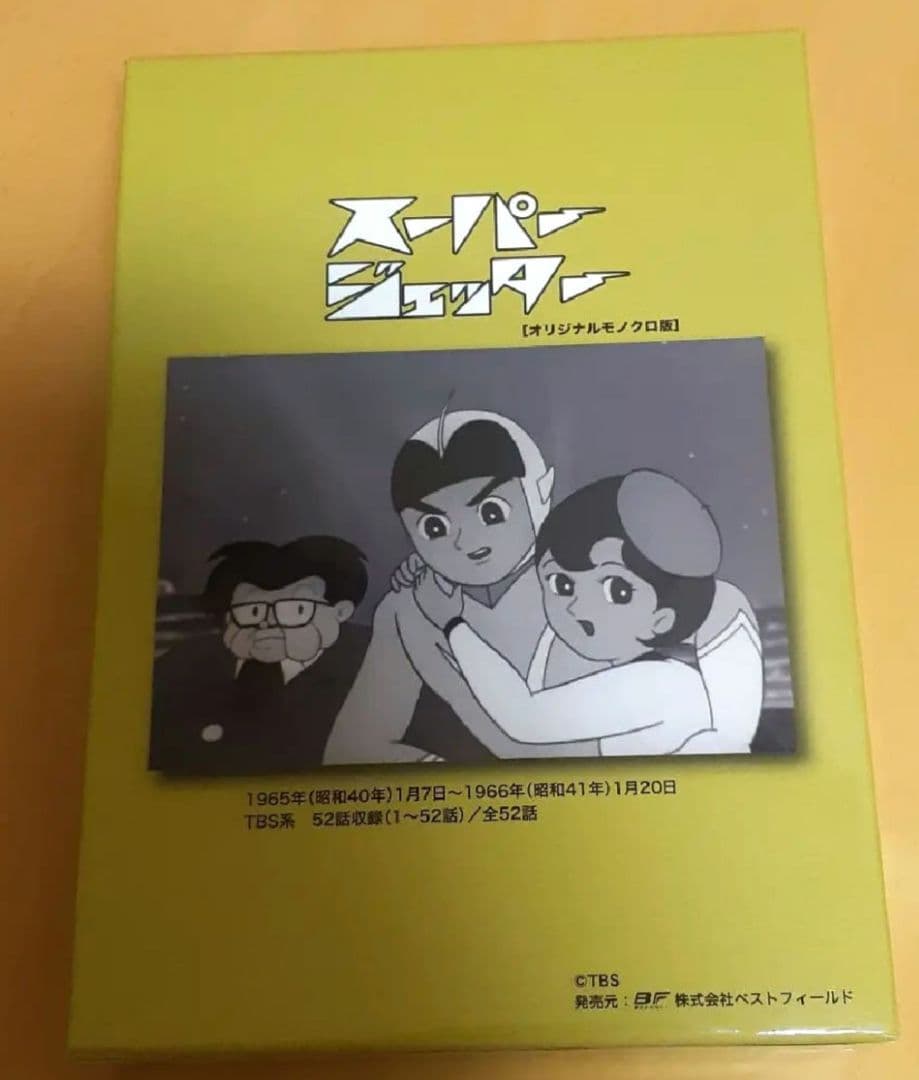 スーパー
ジェッター
［オリジナルモノクロ版］
1965年（昭和40年）1月7日～1966年（昭和41年）1月20日
TBS系　52話収録（1～52話）／全52話
©TBS
発売元：BF 株式会社ベストフィールド